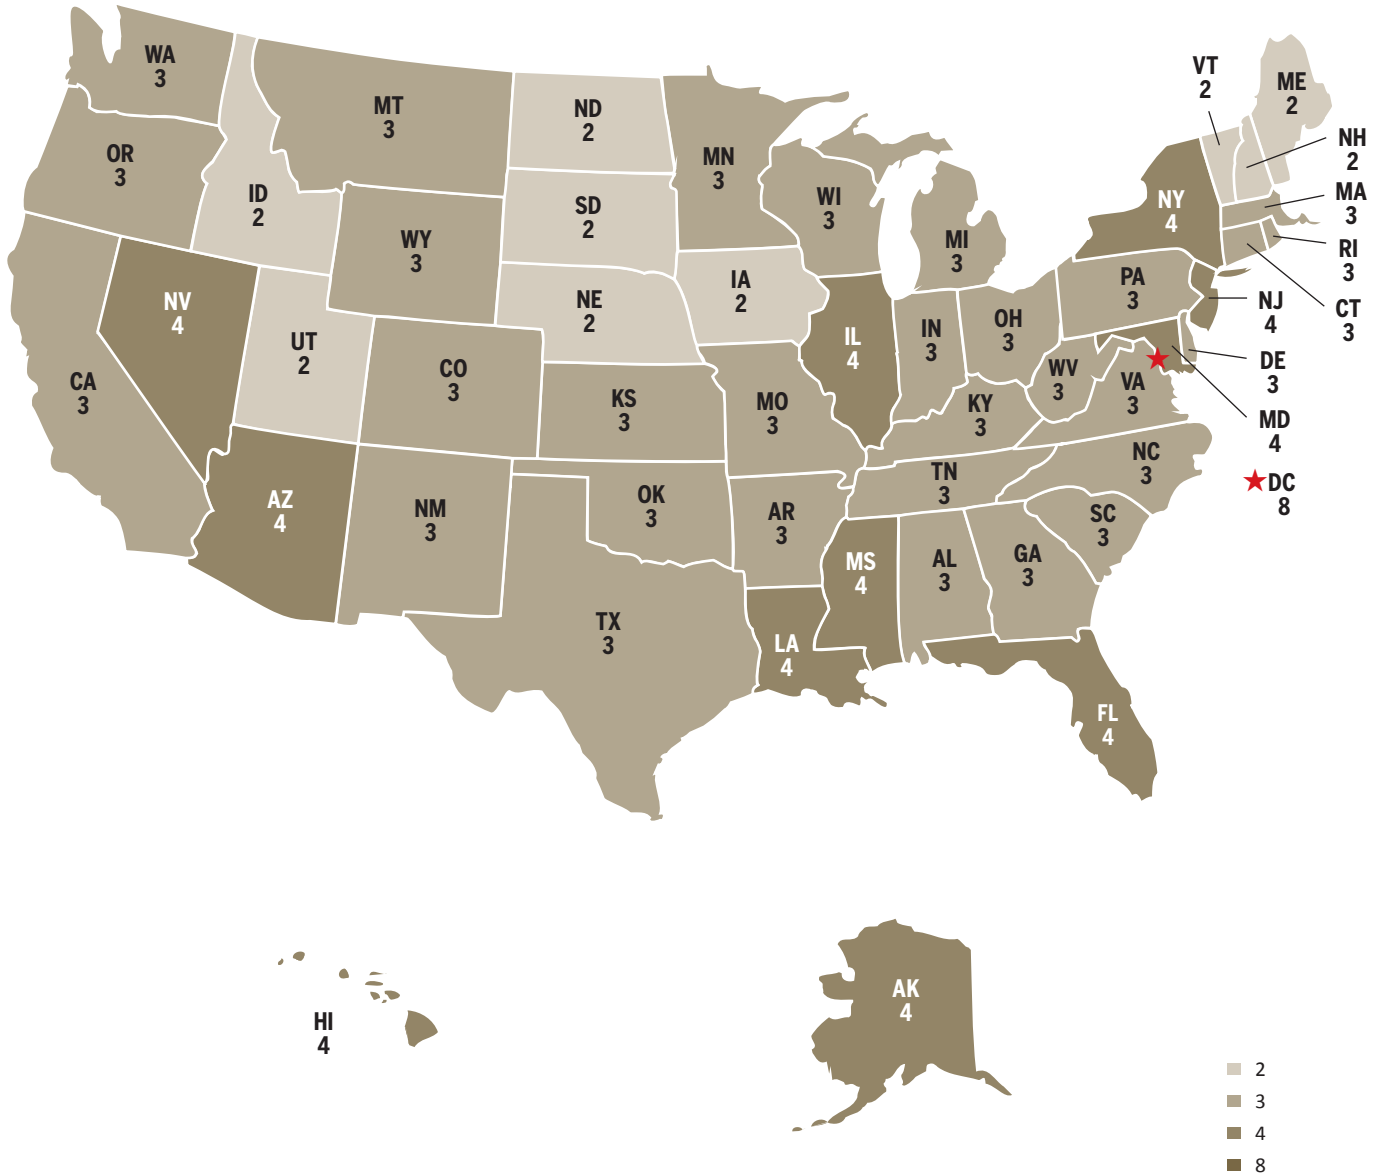 WA
3
MT
3
ND
2
VT
2
ME
2
OR
3
MN
3
NH
2
ID
2
SD
2
WI
3
NY
4
MA
3
WY
3
MI
3
RI
3
NV
4
NE
2
IA
2
PA
3
NJ
4
CT
3
UT
2
CO
3
IL
4
IN
3
OH
3
DE
3
CA
3
KS
3
MO
3
WV
3
VA
3
KY
3
MD
4
NC
3
TN
3
DC
8
AZ
4
NM
3
OK
3
AR
3
SC
3
MS
4
AL
3
GA
3
TX
3
LA
4
FL
4
HI
4
AK
4
2
3
4
8